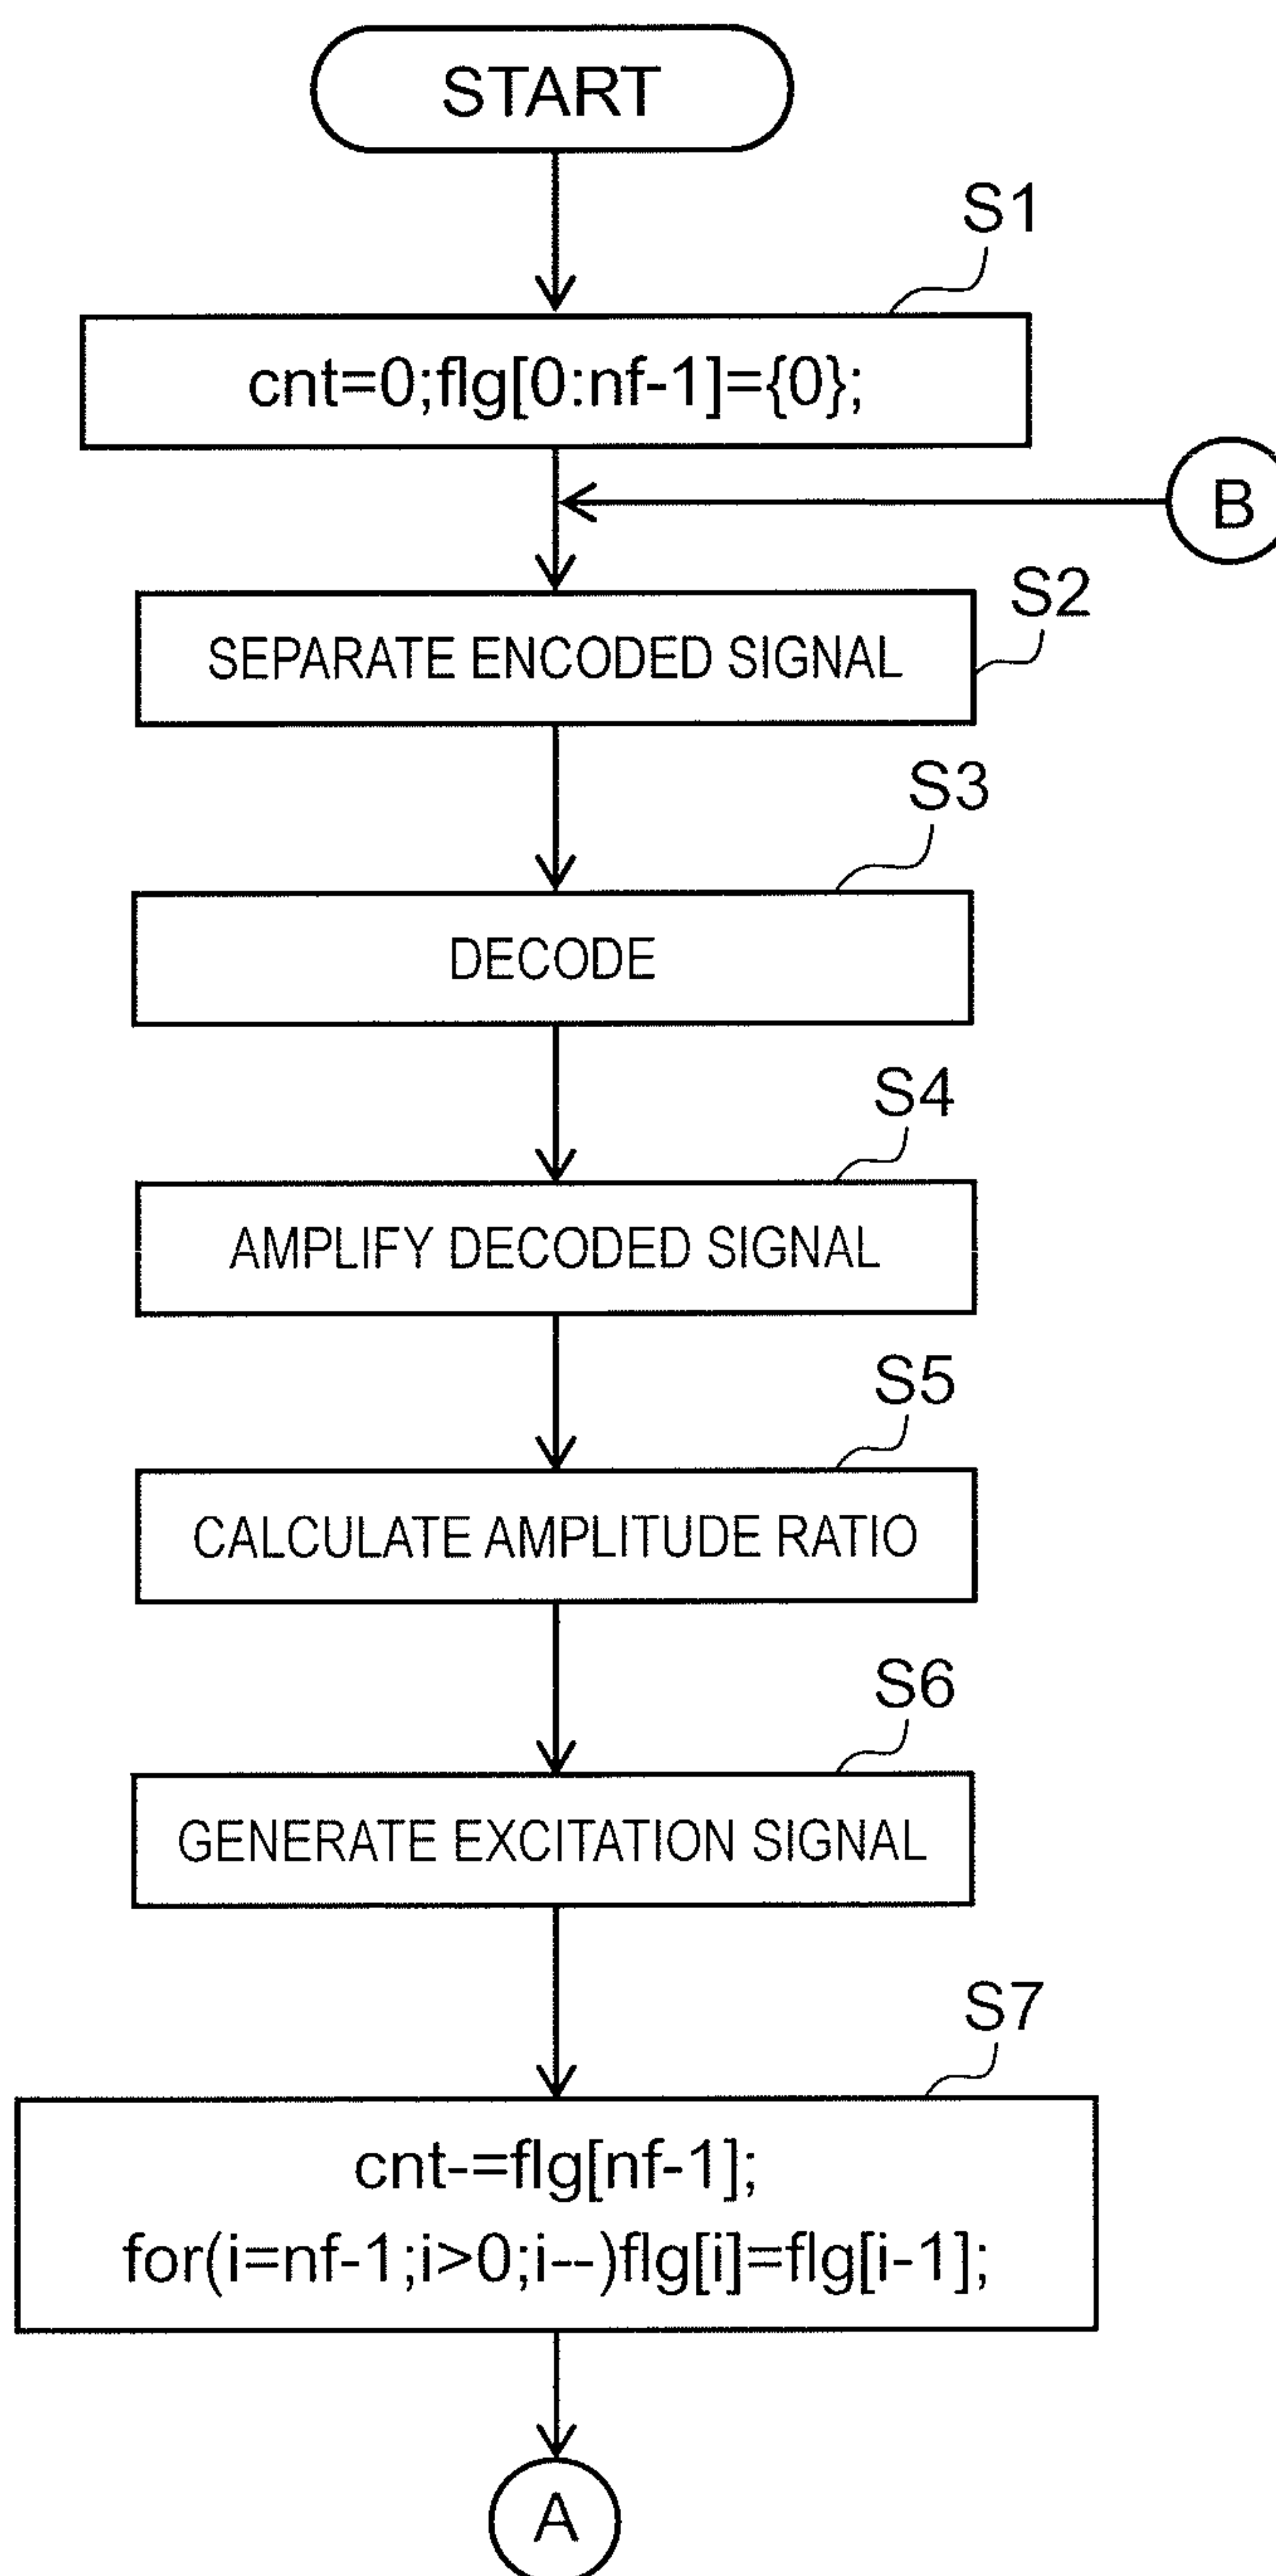 START
S1
cnt=0;flg[0:nf-1]={0};
B
S2
SEPARATE ENCODED SIGNAL
S3
DECODE
S4
AMPLIFY DECODED SIGNAL
S5
CALCULATE AMPLITUDE RATIO
S6
GENERATE EXCITATION SIGNAL
S7
cnt-=flg[nf-1];
for(i=nf-1;i>0;i--)flg[i]=flg[i-1];
A